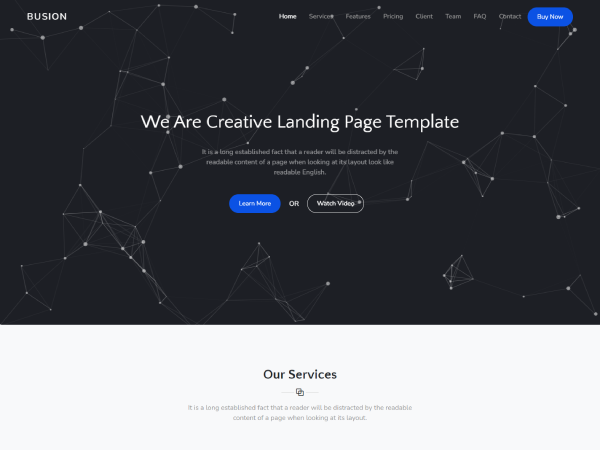 BUSION
Home Services Features Pricing Client Team FAQ Contact Buy Now
We Are Creative Landing Page Template
It is a long established fact that a reader will be distracted by the
readable content of a page when looking at its layout look like
readable English.
Learn More OR Watch Video
Our Services
It is a long established fact that a reader will be distracted by the readable
content of a page when looking at its layout.